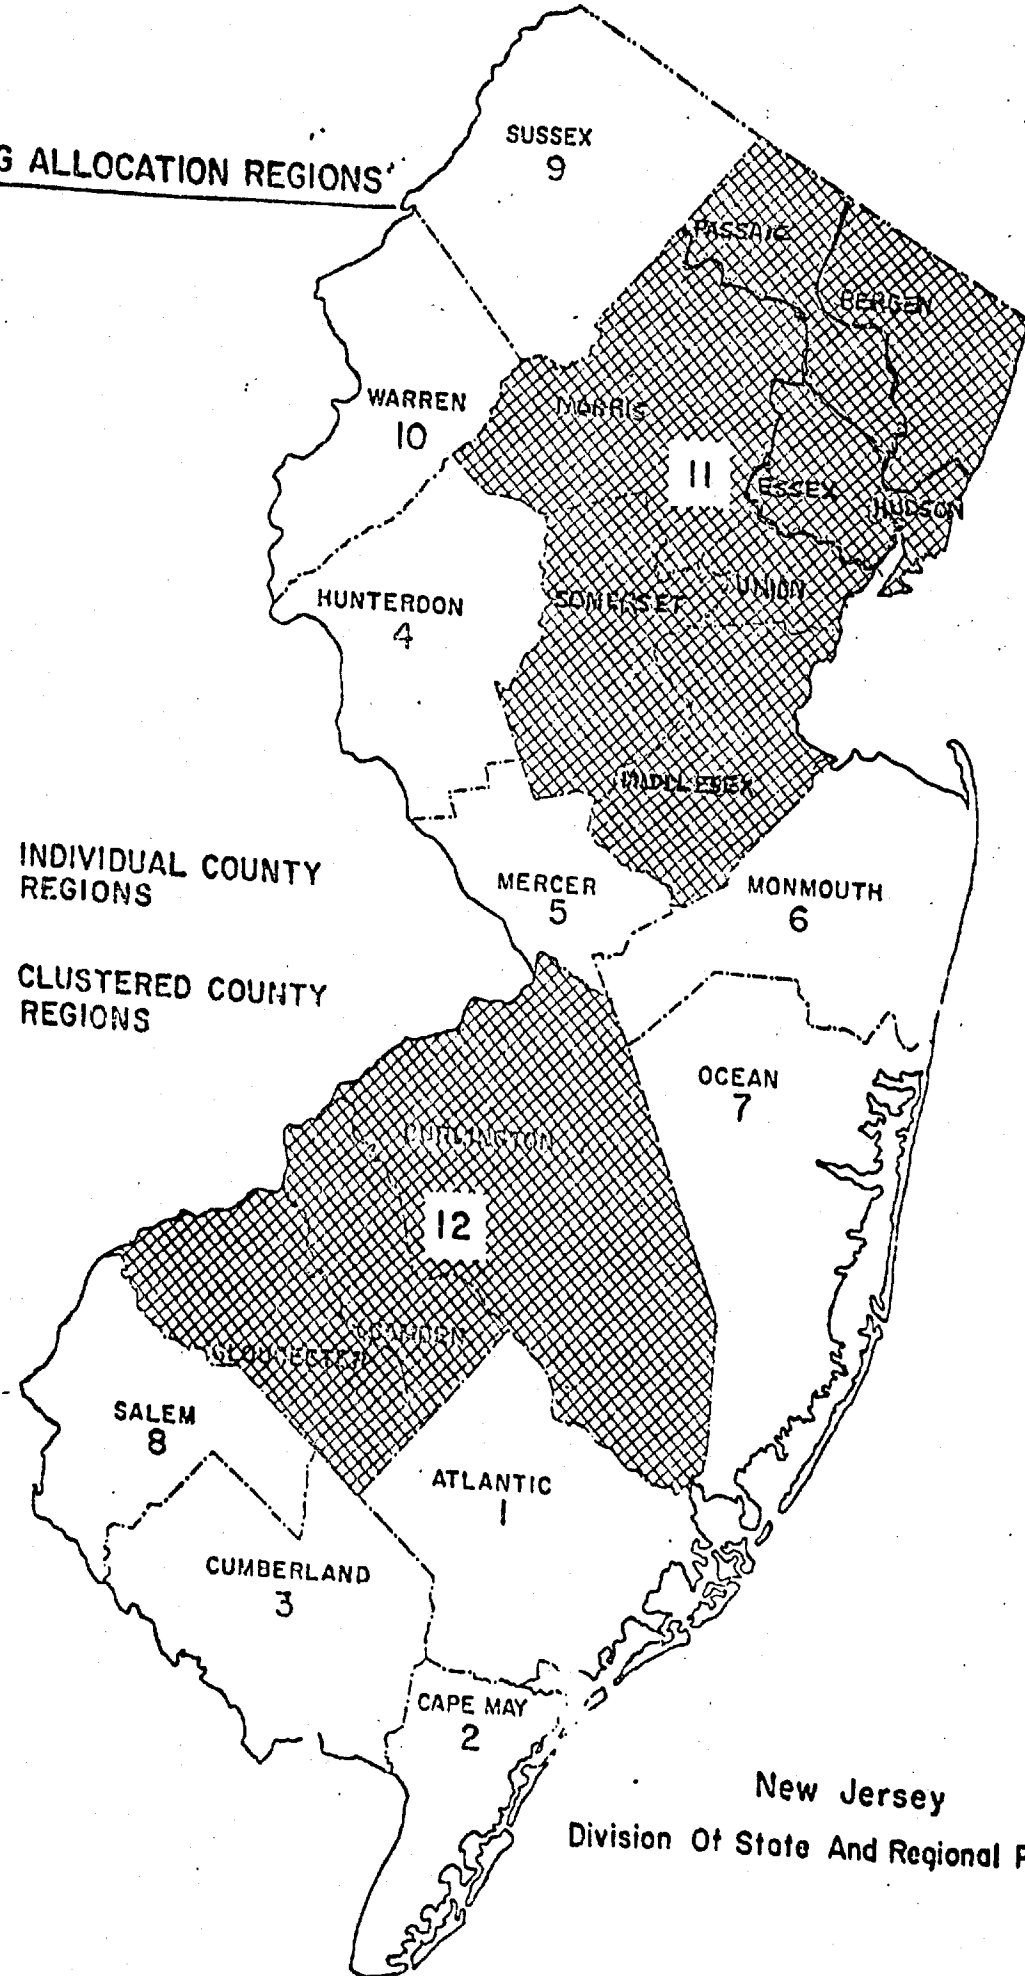 G ALLOCATION REGIONS
SUSSEX
9
PASSAIC
BERGEN
WARREN
10
MORRIS
11
ESSEX
HUDSON
HUNTERDON
4
SOMERSET
UNION
MIDDLESEX
INDIVIDUAL COUNTY
REGIONS
MERCER
5
MONMOUTH
6
CLUSTERED COUNTY
REGIONS
OCEAN
7
BURLINGTON
12
CAMDEN
GLOUCESTER
SALEM
8
ATLANTIC
1
CUMBERLAND
3
CAPE MAY
2
New Jersey
Division Of State And Regional P